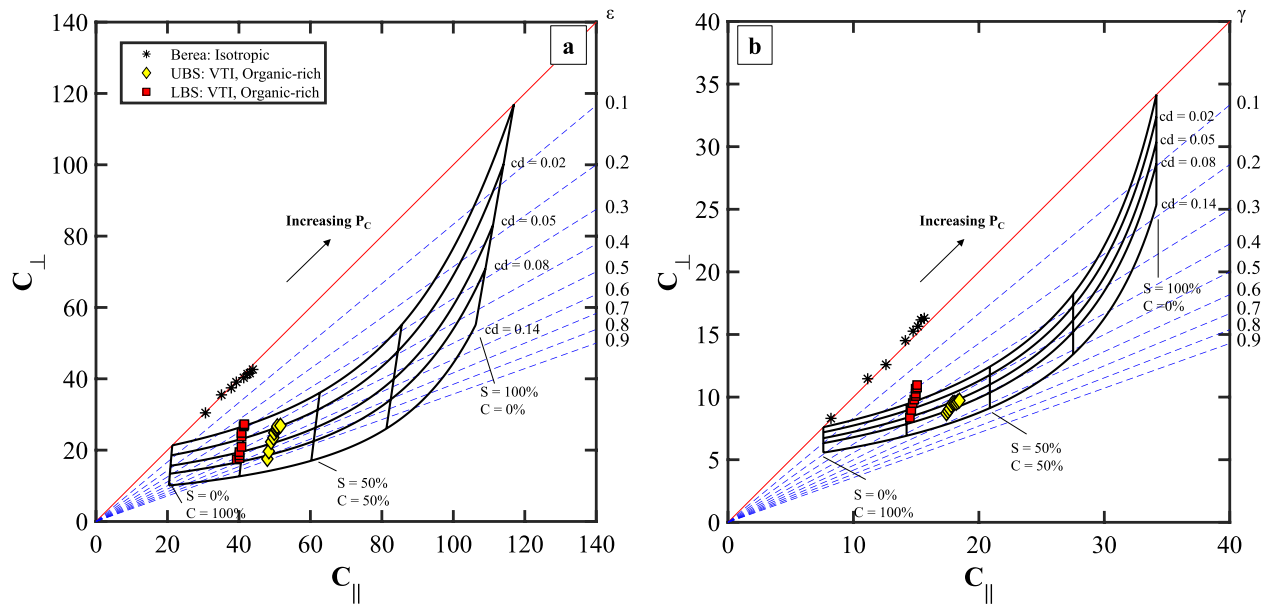 140
120
100
80
60
40
20
0
C⊥
0
20
40
60
80
100
120
140
C||
a
Berea: Isotropic
UBS: VTI, Organic-rich
LBS: VTI, Organic-rich
Increasing P_C
cd = 0.02
cd = 0.05
cd = 0.08
cd = 0.14
S = 100%
C = 0%
S = 50%
C = 50%
S = 0%
C = 100%
ε
0.1
0.2
0.3
0.4
0.5
0.6
0.7
0.8
0.9
40
35
30
25
20
15
10
5
0
C⊥
0
10
20
30
40
C||
b
Increasing P_C
cd = 0.02
cd = 0.05
cd = 0.08
cd = 0.14
S = 100%
C =0%
S = 50%
C = 50%
S = 0%
C = 100%
γ
0.1
0.2
0.3
0.4
0.5
0.6
0.7
0.8
0.9